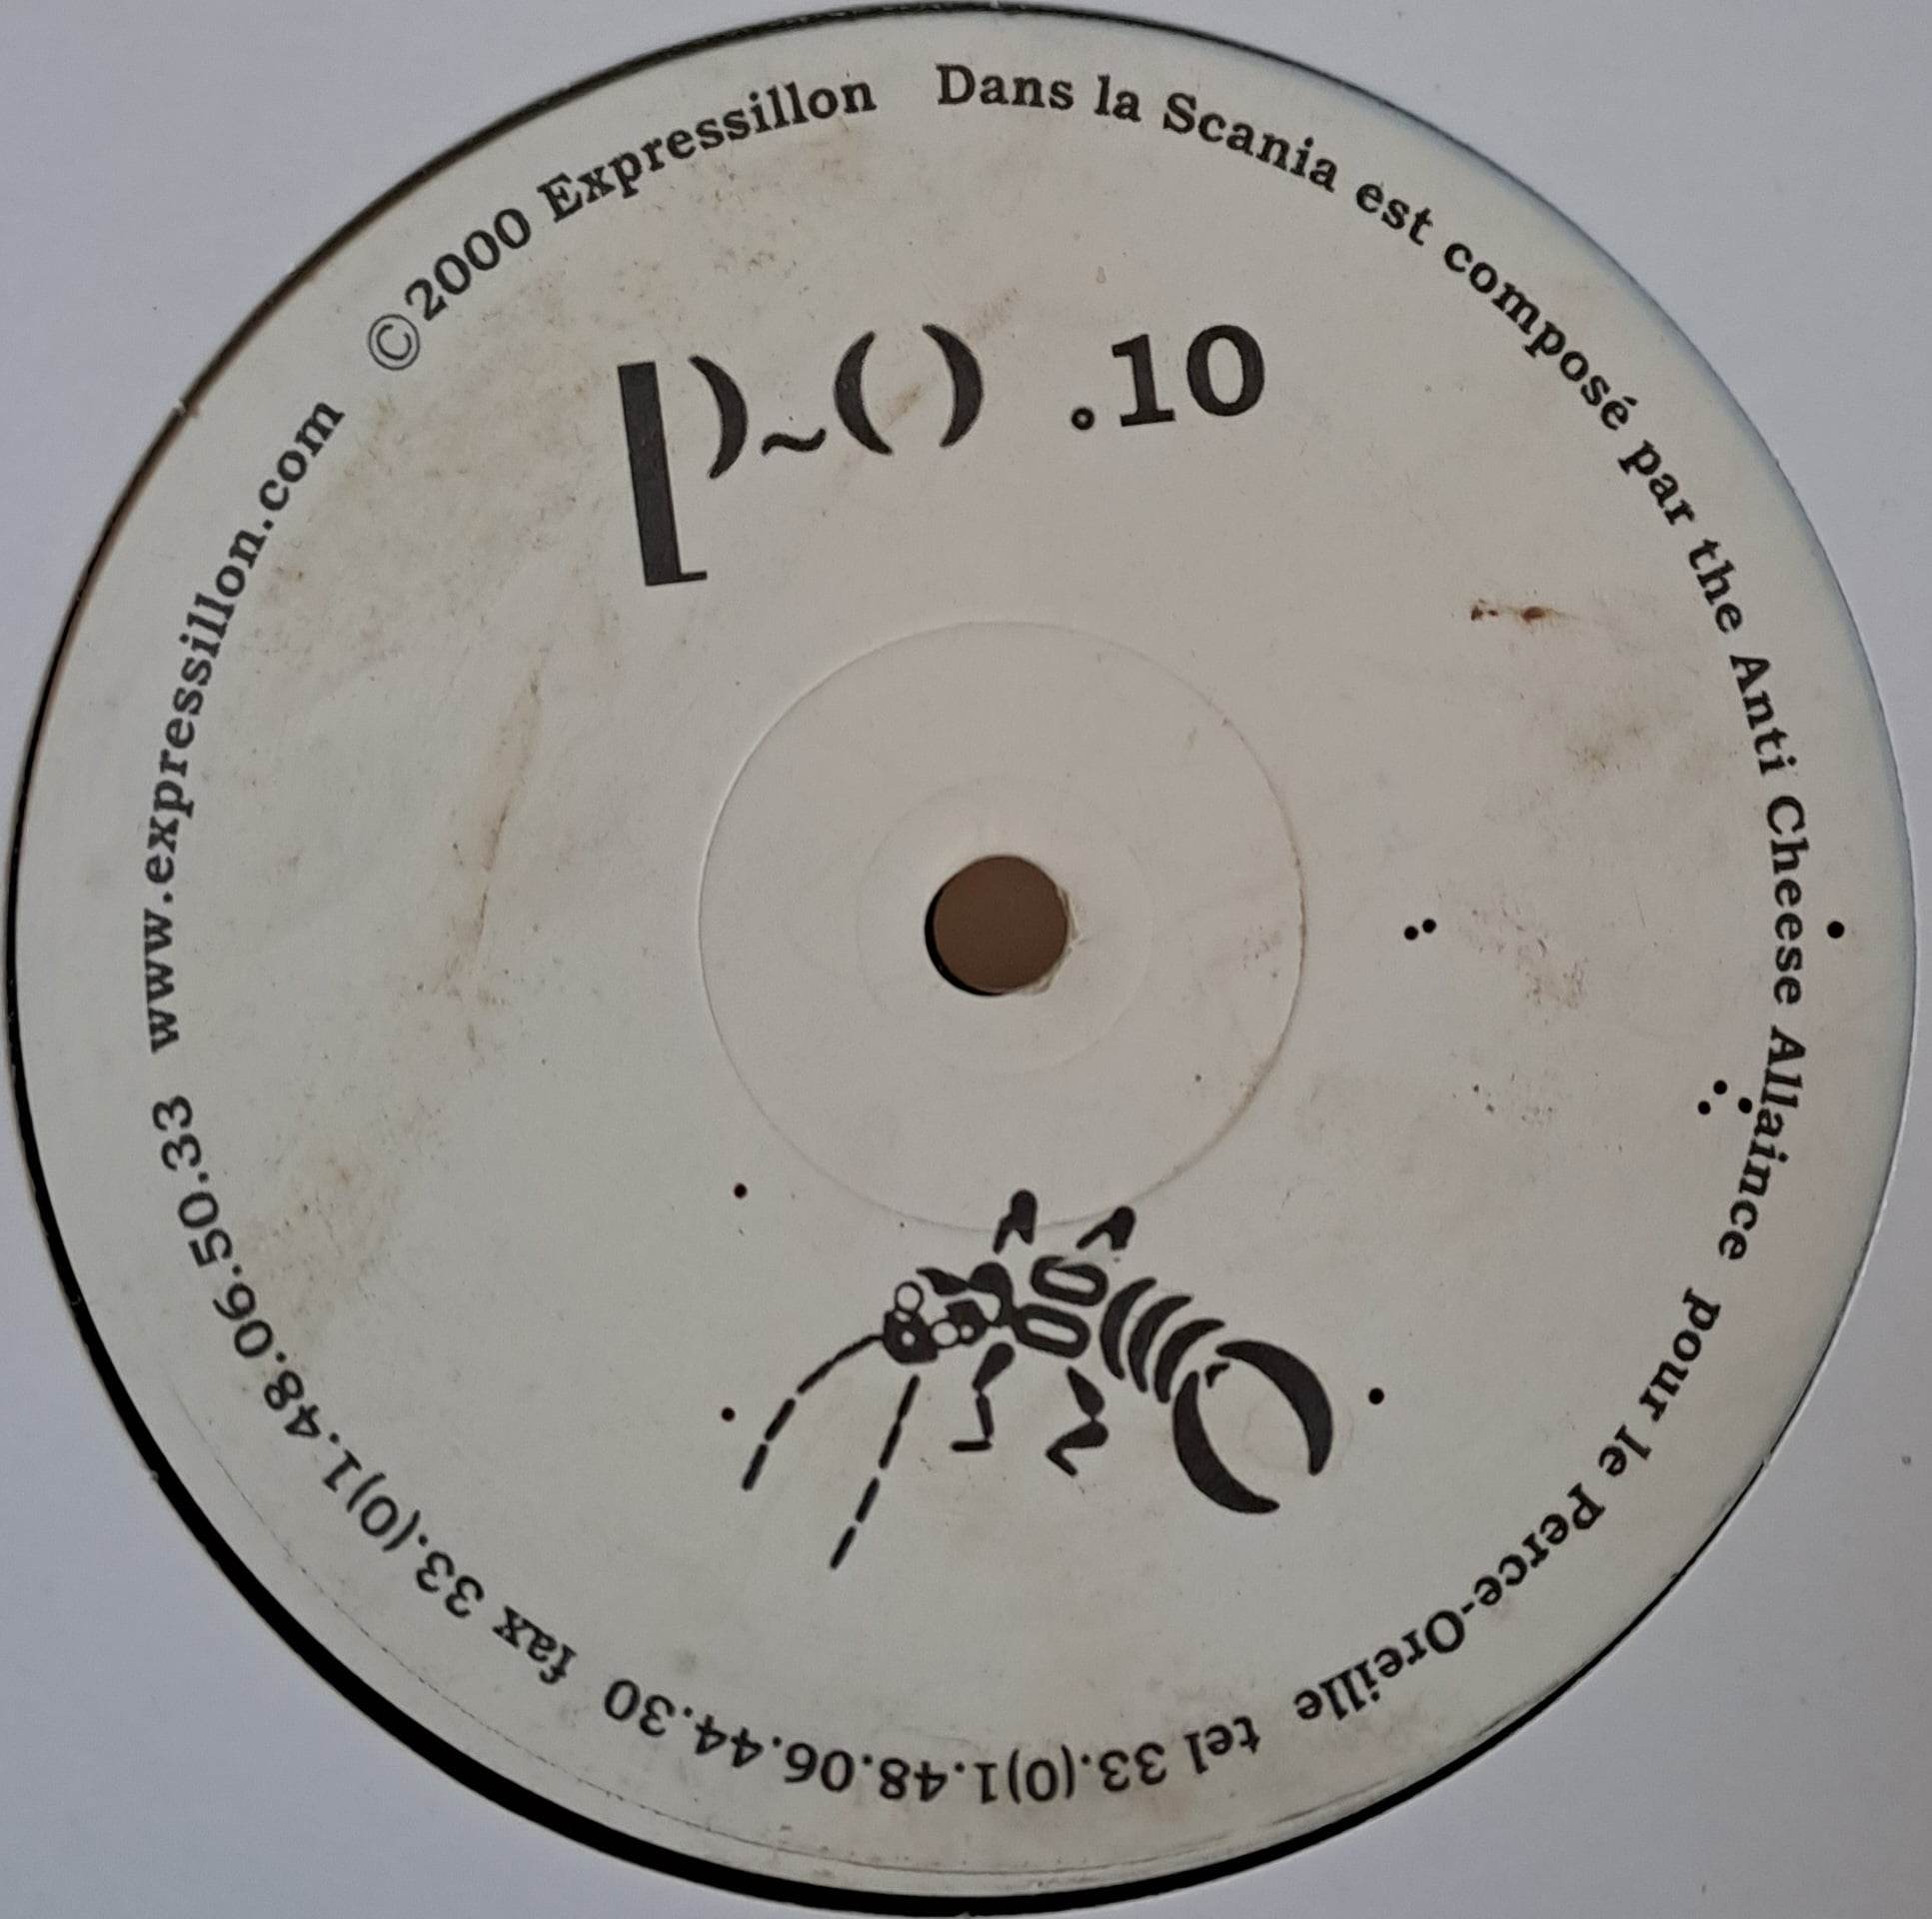 [)~() .10
©2000 Expressillon   Dans la Scania est composé par the Anti Cheese Allaince pour le Perce-Oreille   tel 33.(0)1.48.06.44.30   fax 33.(0)1.48.06.50.33   www.expressillon.com